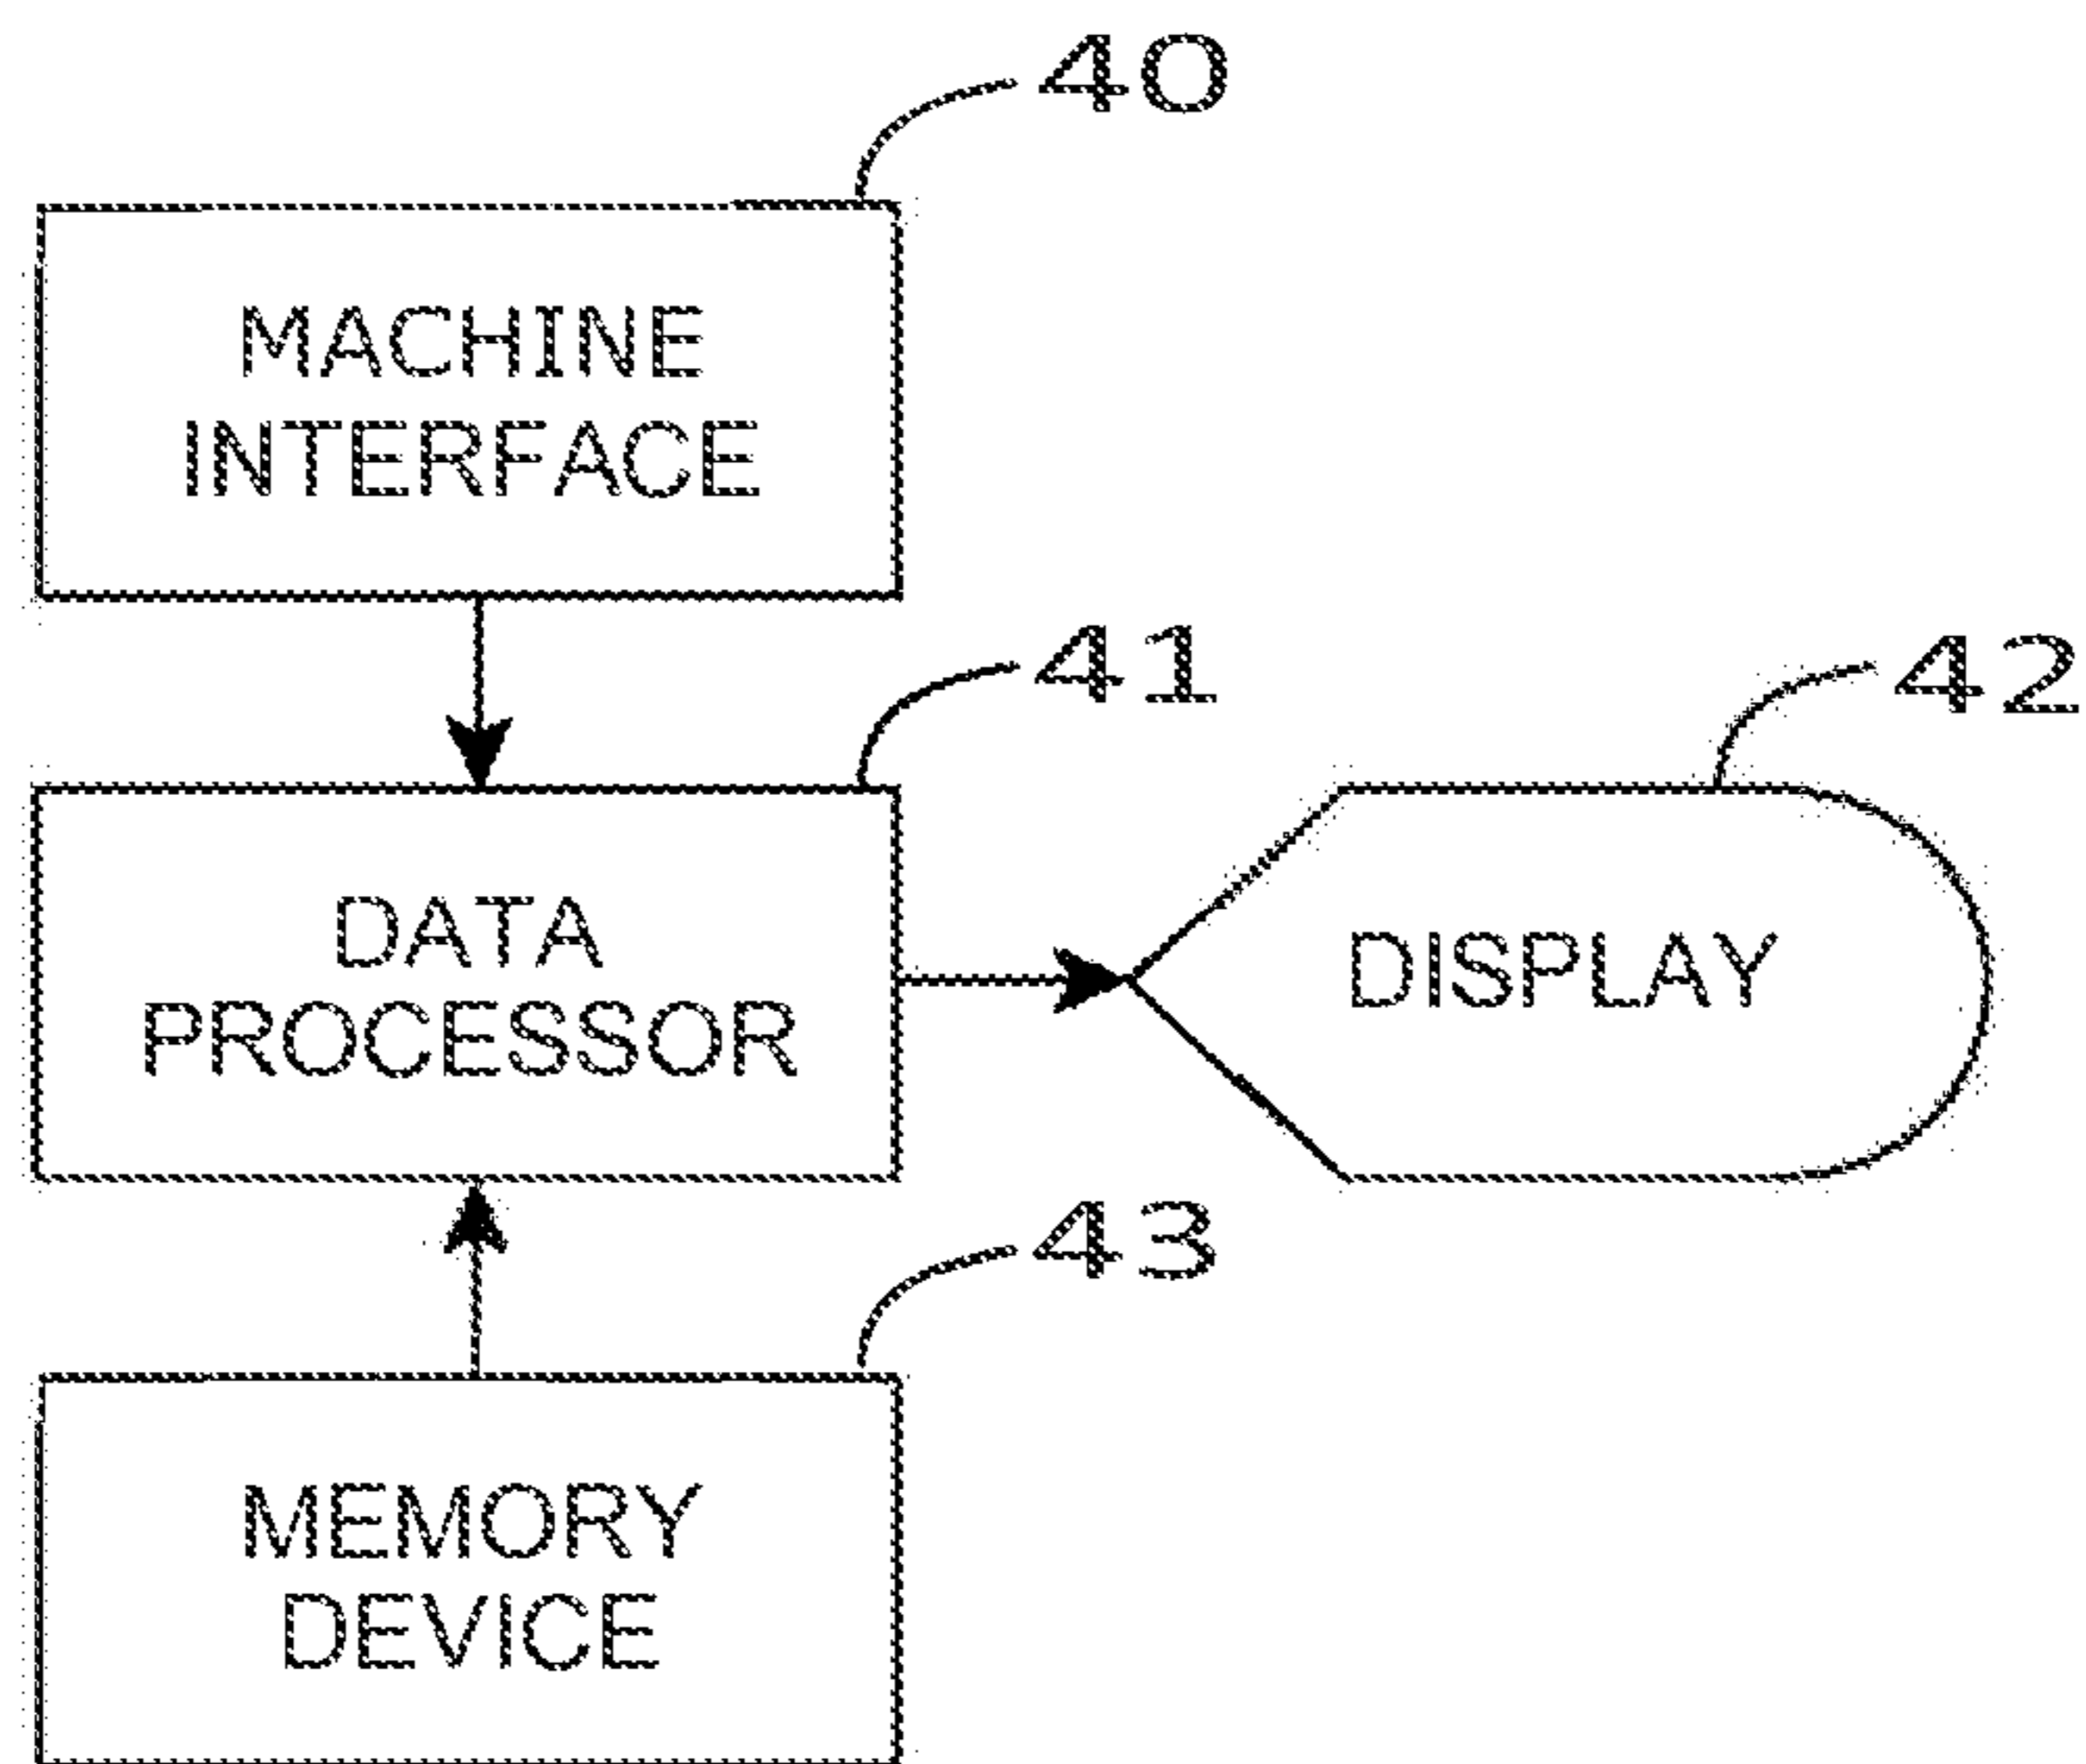 40
MACHINE
INTERFACE
41
42
DATA
PROCESSOR
DISPLAY
43
MEMORY
DEVICE